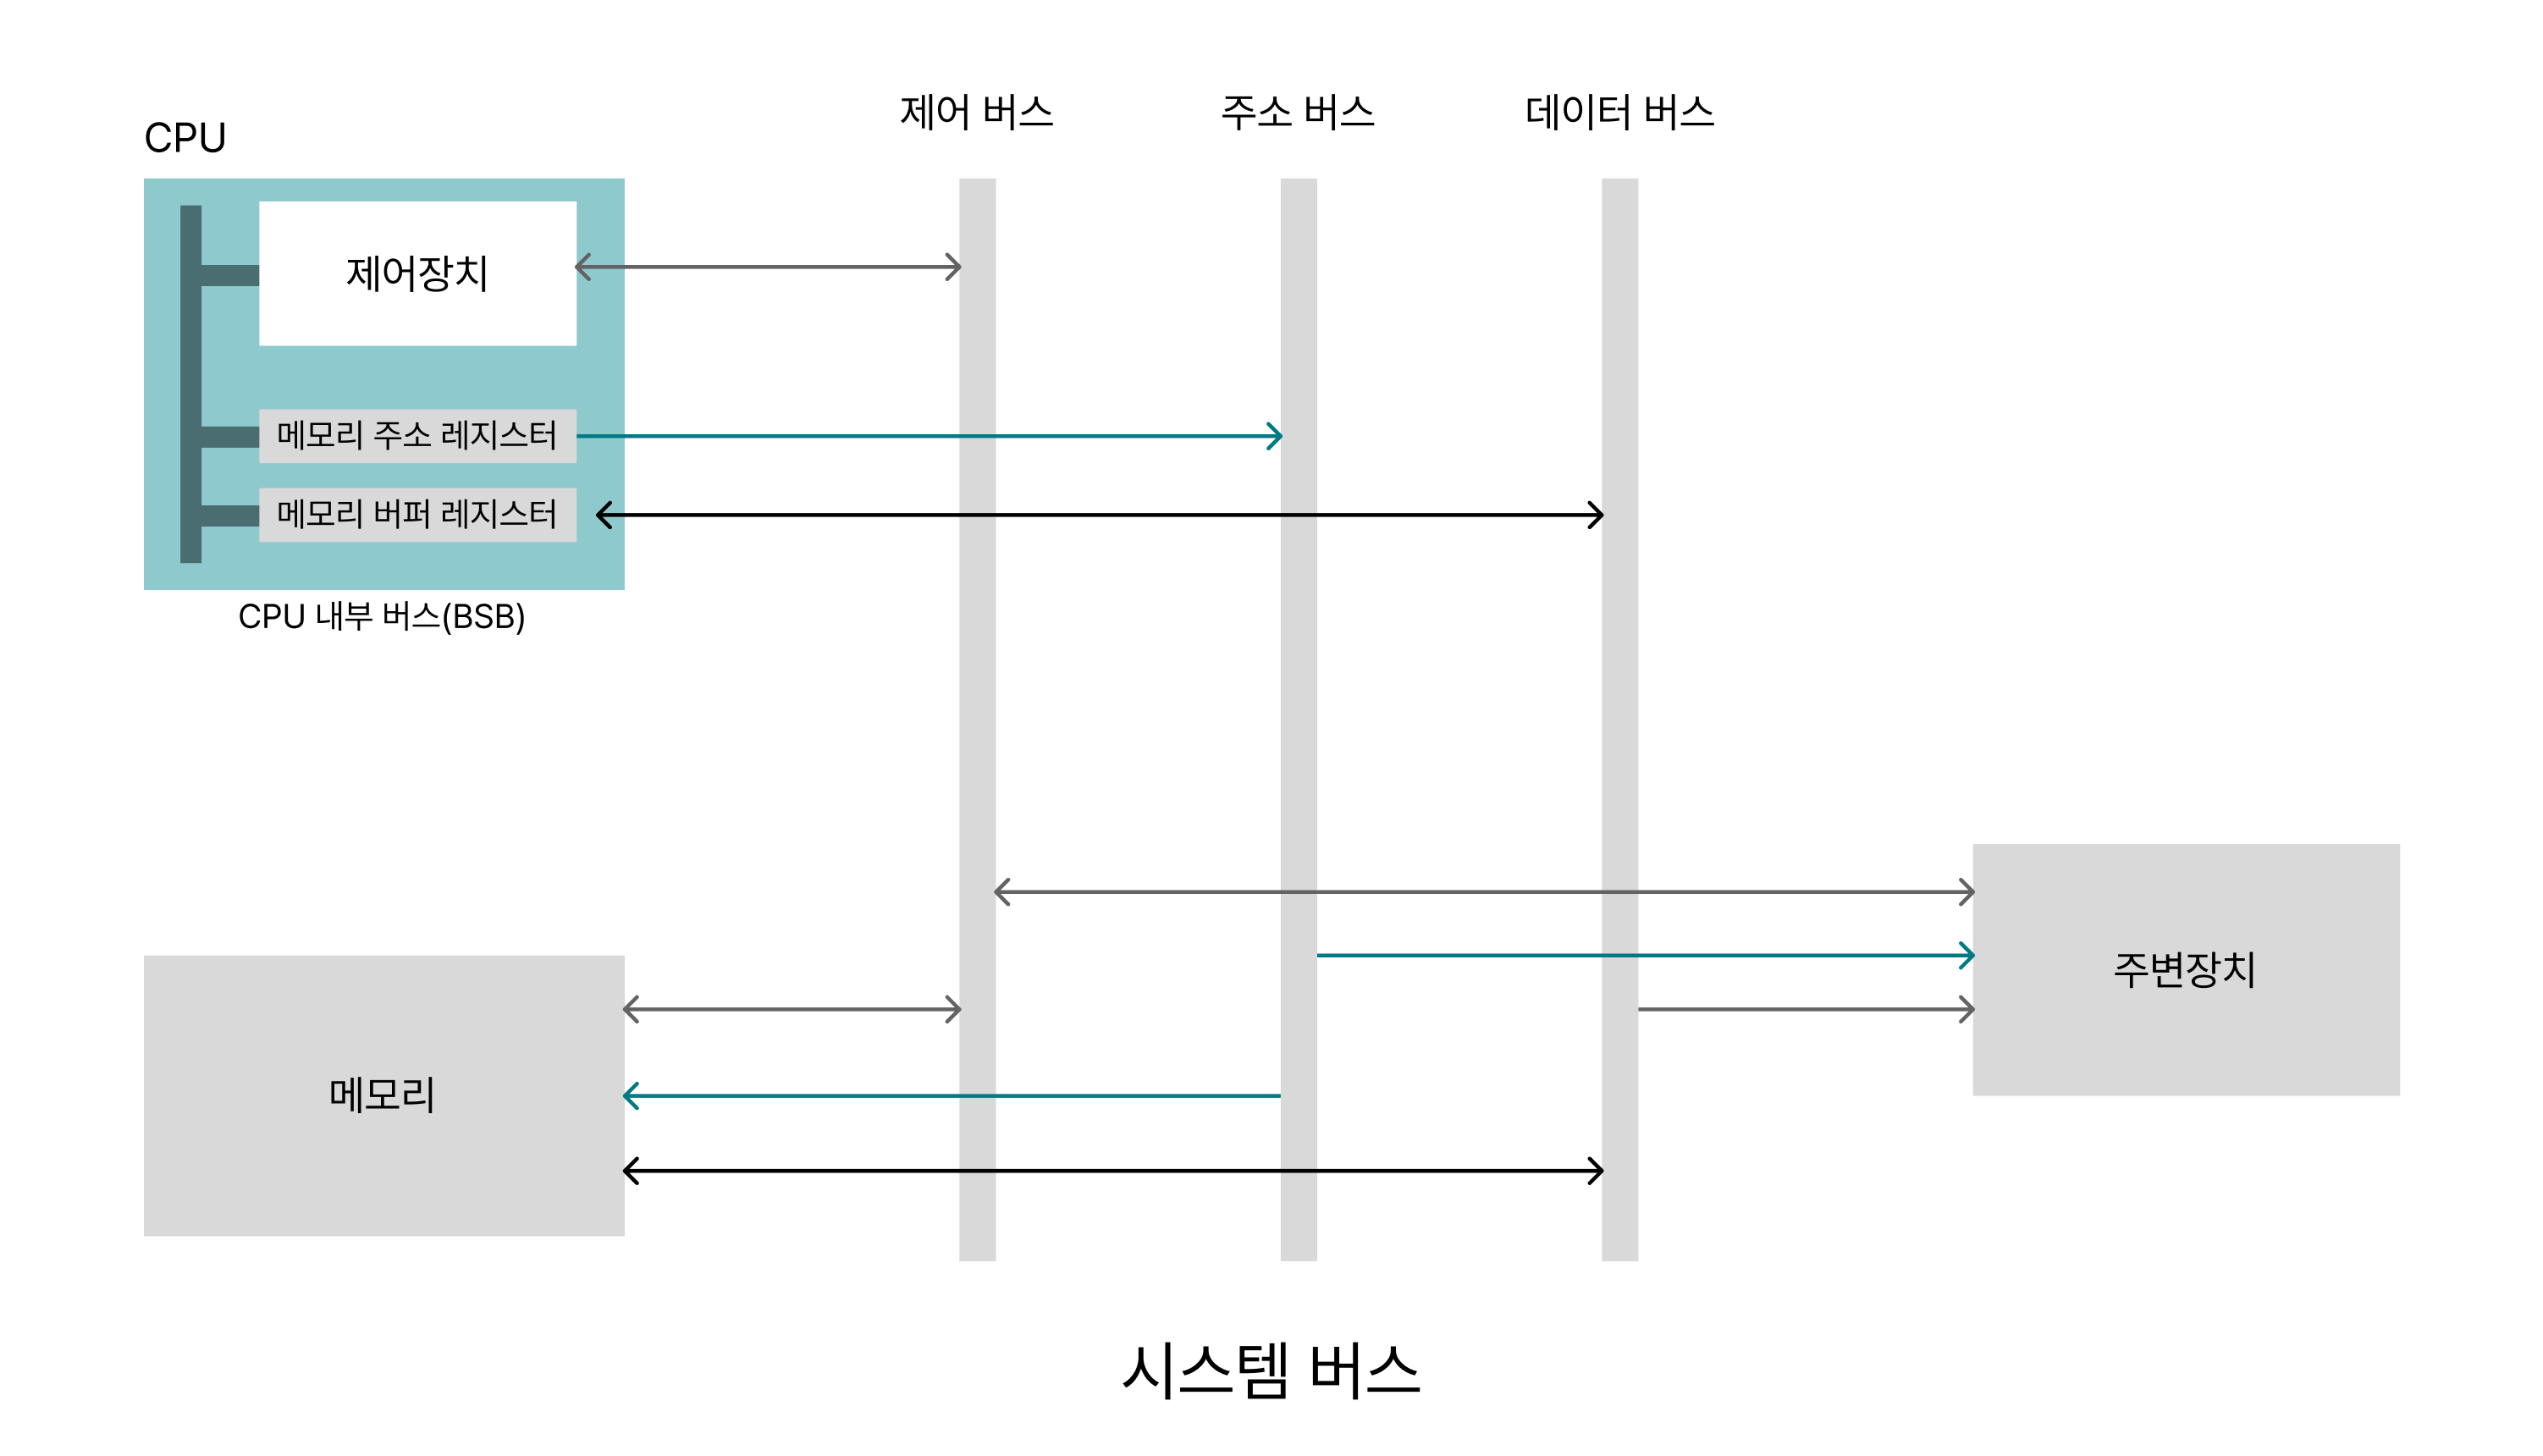 제어 버스
주소 버스
데이터 버스
CPU
제어장치
메모리 주소 레지스터
메모리 버퍼 레지스터
CPU 내부 버스(BSB)
주변장치
메모리
시스템 버스